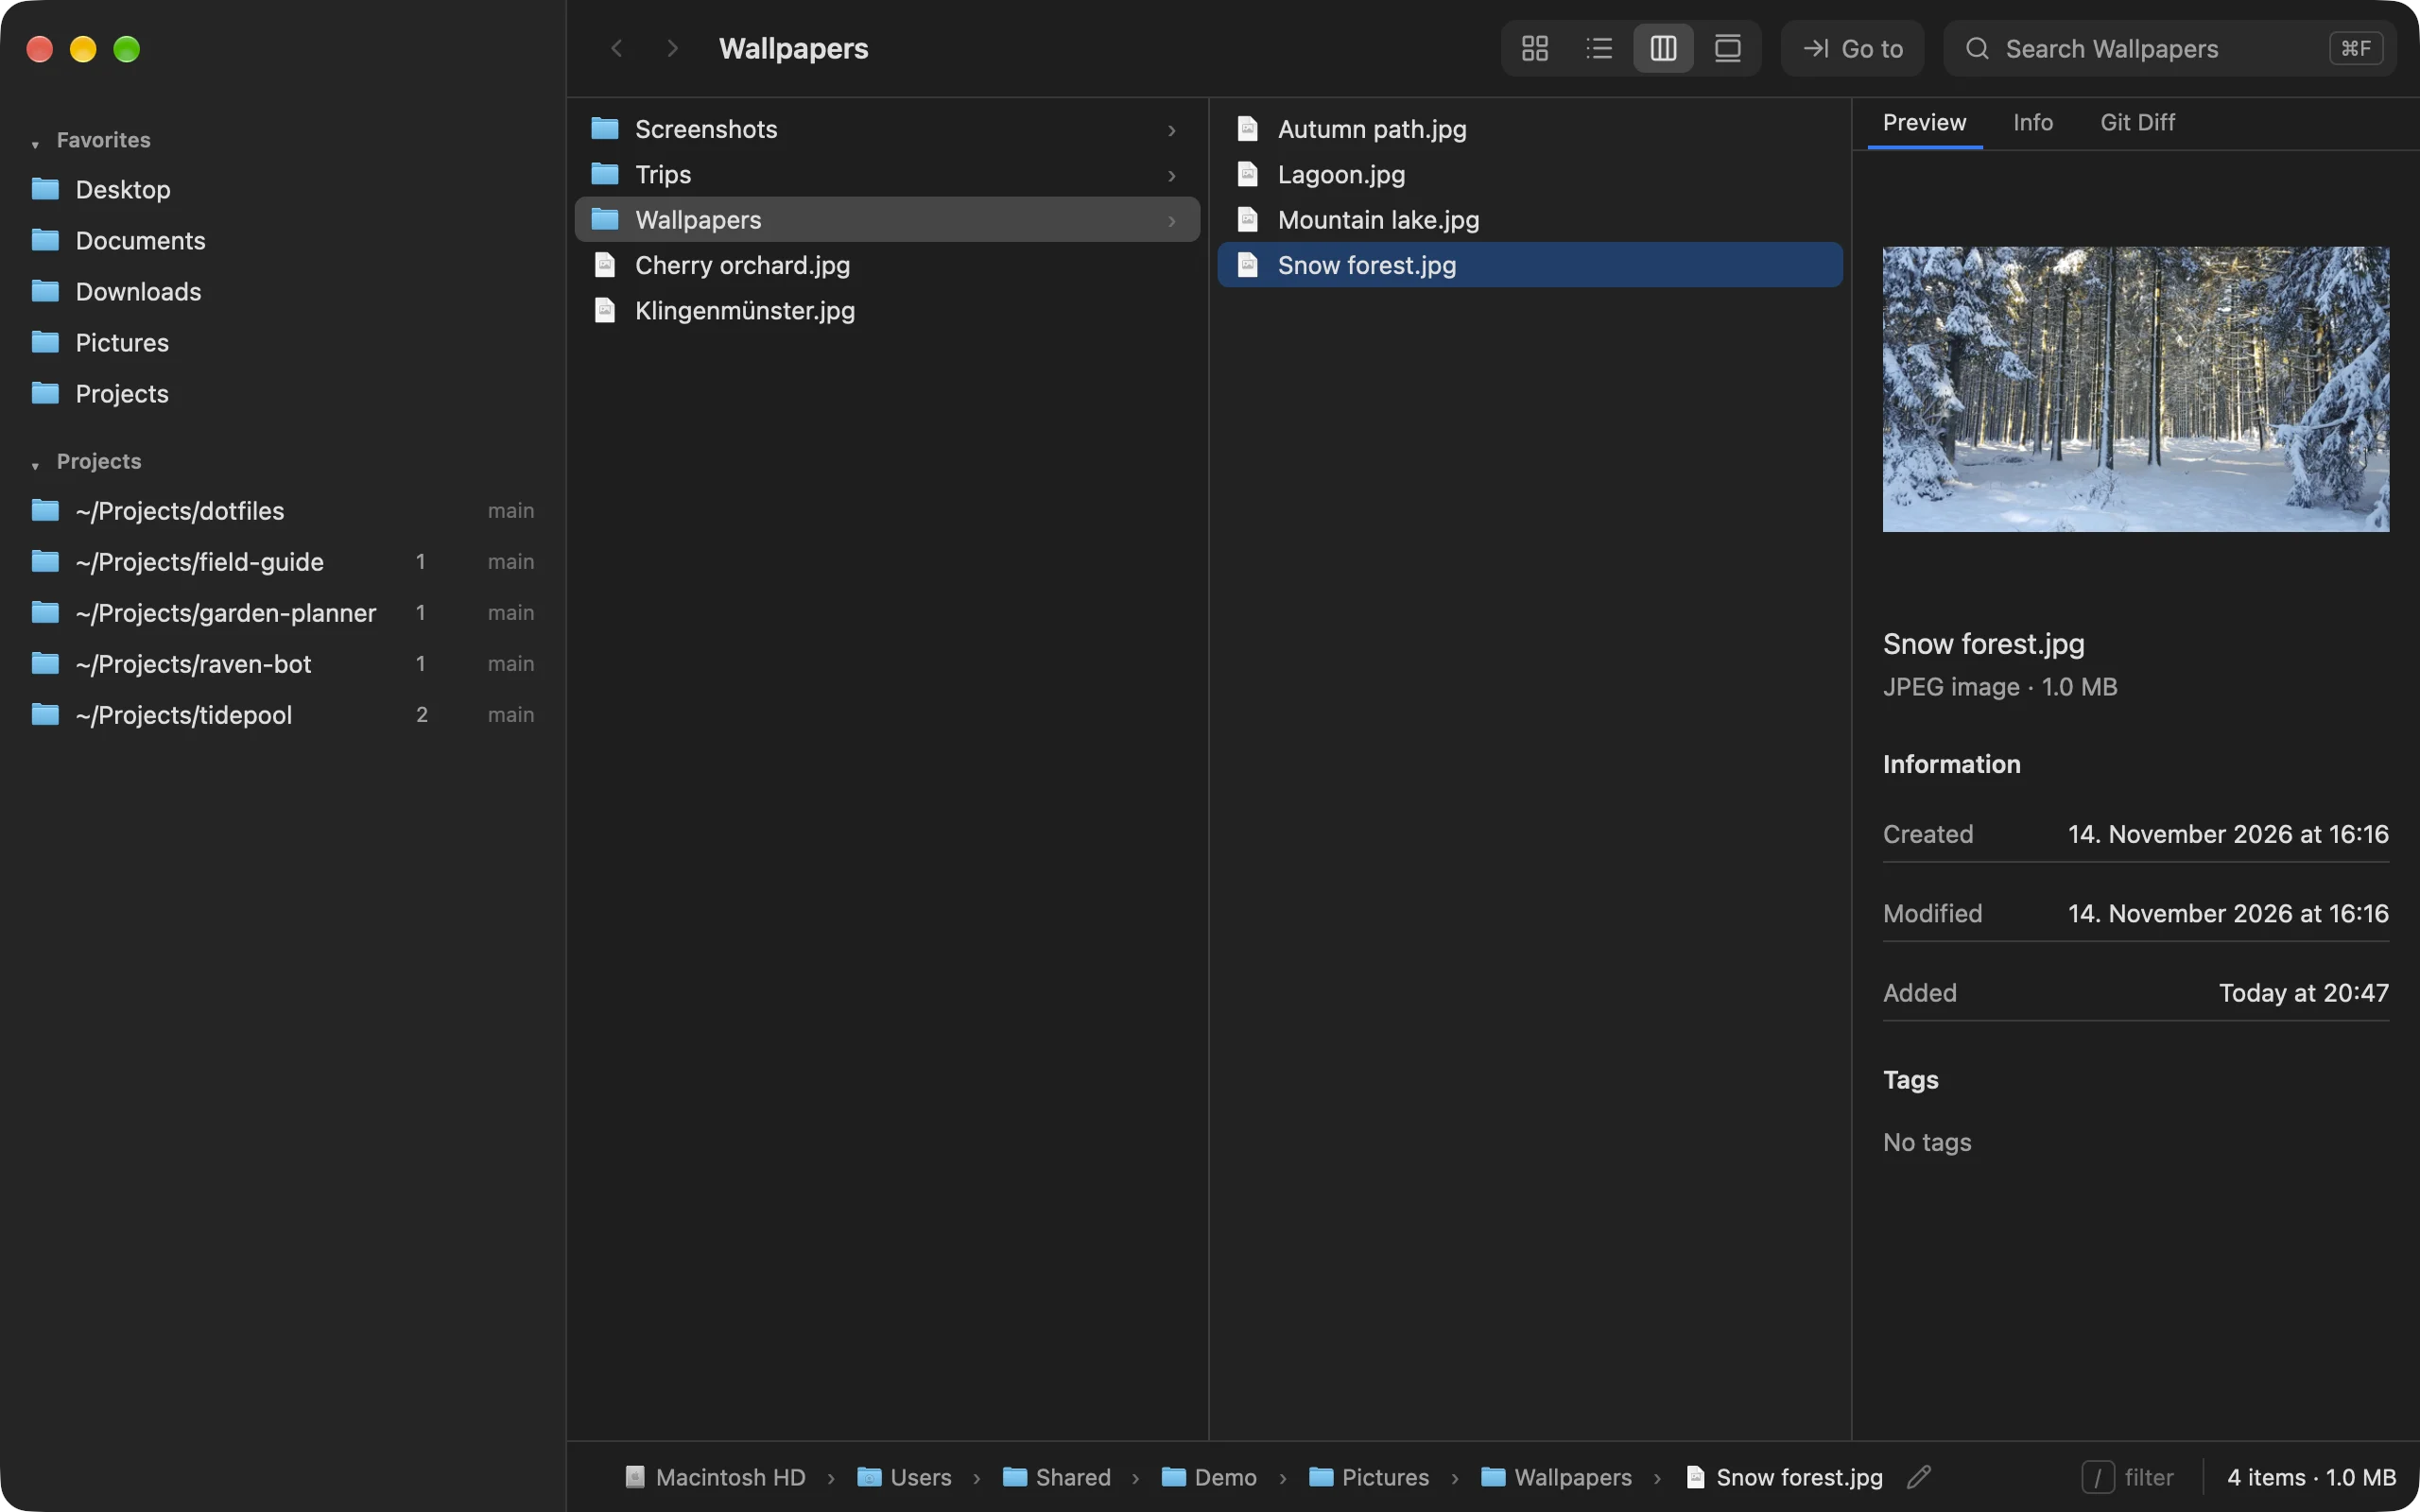 Wallpapers
Go to
Search Wallpapers
⌘F
Favorites
Desktop
Documents
Downloads
Pictures
Projects
Projects
~/Projects/dotfiles main
~/Projects/field-guide 1 main
~/Projects/garden-planner 1 main
~/Projects/raven-bot 1 main
~/Projects/tidepool 2 main
Screenshots
Trips
Wallpapers
Cherry orchard.jpg
Klingenmünster.jpg
Autumn path.jpg
Lagoon.jpg
Mountain lake.jpg
Snow forest.jpg
Preview Info Git Diff
Snow forest.jpg
JPEG image · 1.0 MB
Information
Created 14. November 2026 at 16:16
Modified 14. November 2026 at 16:16
Added Today at 20:47
Tags
No tags
Macintosh HD › Users › Shared › Demo › Pictures › Wallpapers › Snow forest.jpg
/ filter
4 items · 1.0 MB